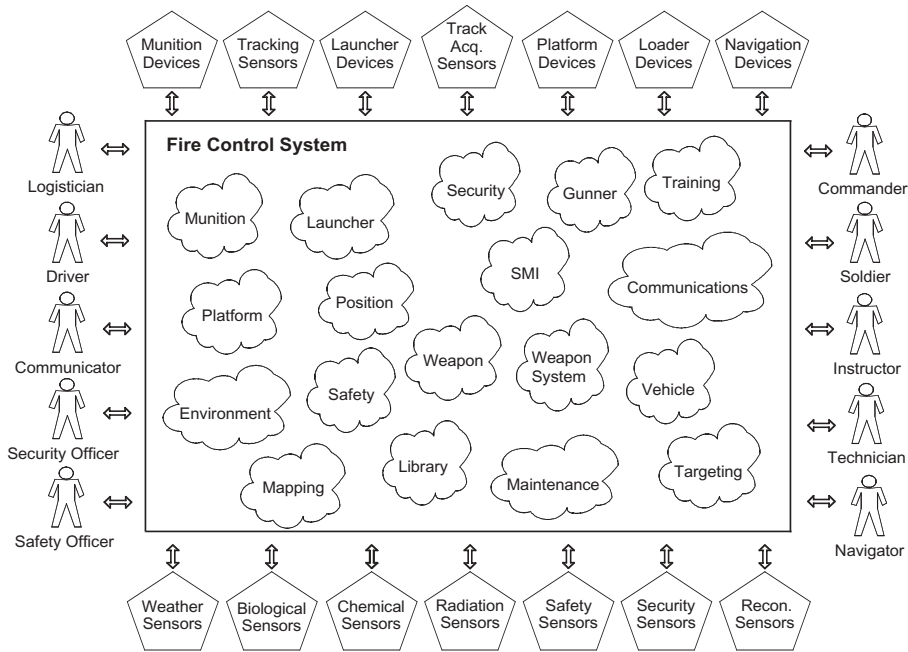 Munition
Devices
Tracking
Sensors
Launcher
Devices
Track
Acq.
Sensors
Platform
Devices
Loader
Devices
Navigation
Devices
Fire Control System
Logistician
Driver
Communicator
Security Officer
Safety Officer
Munition
Launcher
Security
Gunner
Training
SMI
Communications
Platform
Position
Weapon
Weapon
System
Vehicle
Environment
Safety
Mapping
Library
Maintenance
Targeting
Commander
Soldier
Instructor
Technician
Navigator
Weather
Sensors
Biological
Sensors
Chemical
Sensors
Radiation
Sensors
Safety
Sensors
Security
Sensors
Recon.
Sensors